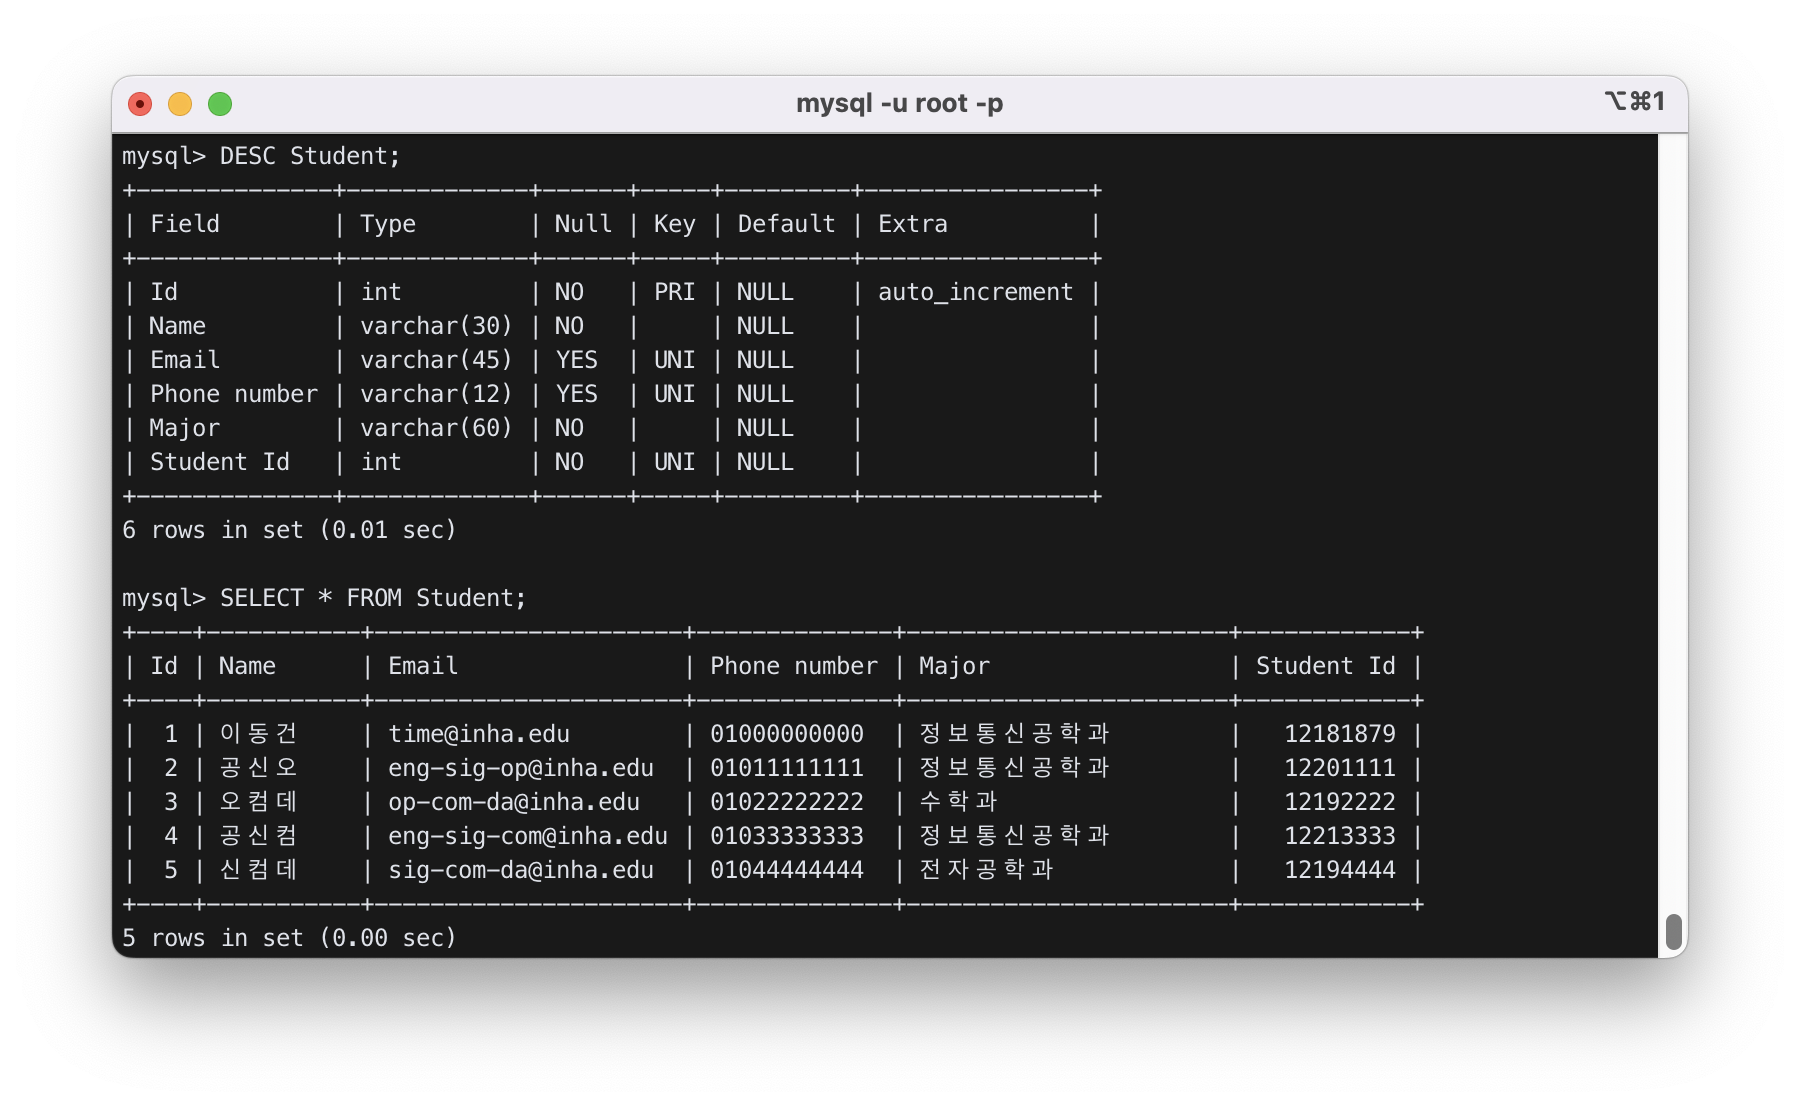 mysql -u root -p
⌥⌘1
mysql> DESC Student;
+--------------+-------------+------+-----+---------+----------------+
| Field        | Type        | Null | Key | Default | Extra          |
+--------------+-------------+------+-----+---------+----------------+
| Id           | int         | NO   | PRI | NULL    | auto_increment |
| Name         | varchar(30) | NO   |     | NULL    |                |
| Email        | varchar(45) | YES  | UNI | NULL    |                |
| Phone number | varchar(12) | YES  | UNI | NULL    |                |
| Major        | varchar(60) | NO   |     | NULL    |                |
| Student Id   | int         | NO   | UNI | NULL    |                |
+--------------+-------------+------+-----+---------+----------------+
6 rows in set (0.01 sec)
mysql> SELECT * FROM Student;
+----+-----------+----------------------+--------------+-----------------------+------------+
| Id | Name      | Email                | Phone number | Major                 | Student Id |
+----+-----------+----------------------+--------------+-----------------------+------------+
|  1 | 이동건    | time@inha.edu        | 01000000000  | 정보통신공학과        |   12181879 |
|  2 | 공신오    | eng-sig-op@inha.edu  | 01011111111  | 정보통신공학과        |   12201111 |
|  3 | 오컴데    | op-com-da@inha.edu   | 01022222222  | 수학과                |   12192222 |
|  4 | 공신컴    | eng-sig-com@inha.edu | 01033333333  | 정보통신공학과        |   12213333 |
|  5 | 신컴데    | sig-com-da@inha.edu  | 01044444444  | 전자공학과            |   12194444 |
+----+-----------+----------------------+--------------+-----------------------+------------+
5 rows in set (0.00 sec)